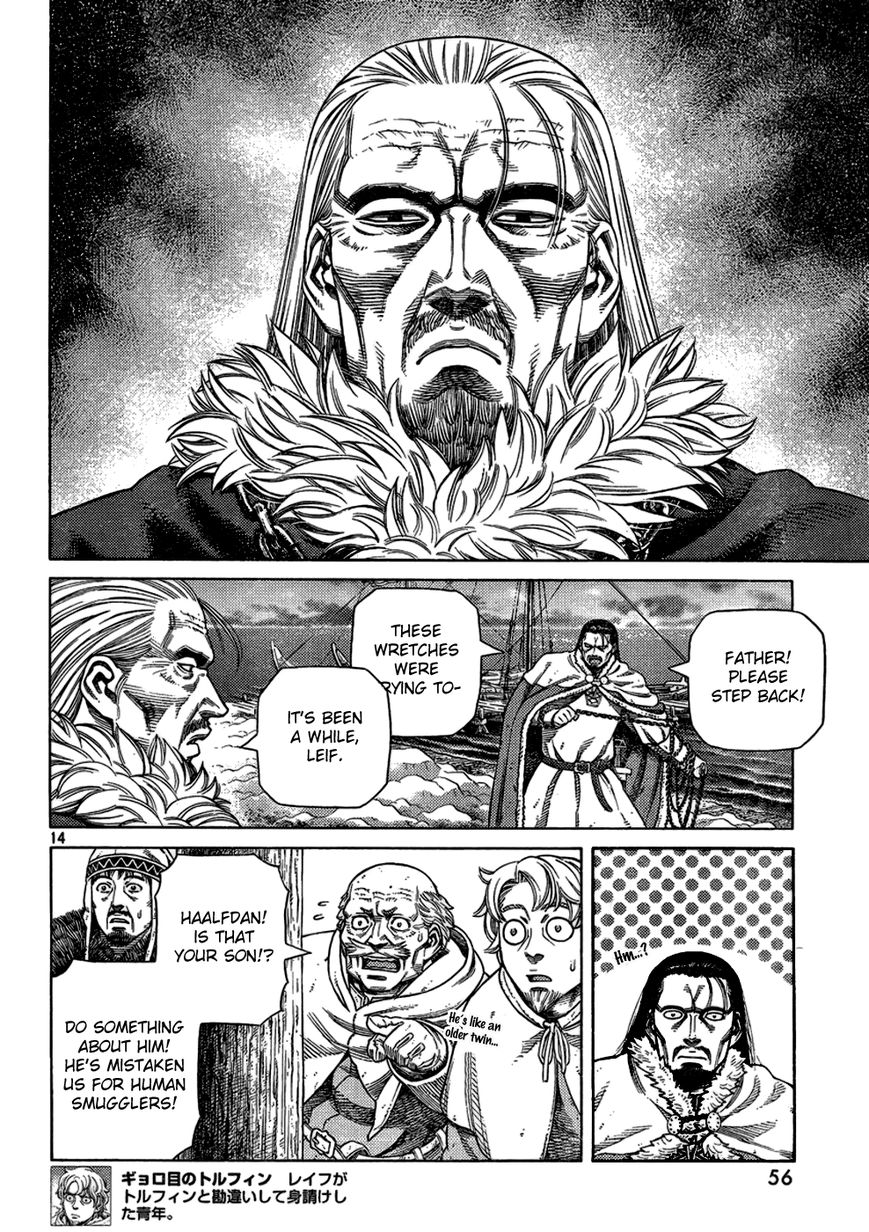 FATHER!
PLEASE
STEP BACK!
THESE
WRETCHES
WERE
TRYING TO-
IT'S BEEN
A WHILE,
LEIF.
14
Hm...?
He's like an
older twin...
HAALFDAN!
IS THAT
YOUR SON!?
DO SOMETHING
ABOUT HIM!
HE'S MISTAKEN
US FOR HUMAN
SMUGGLERS!
ギョロ目のトルフィン　レイフが
トルフィンと勘違いして身請けし
た青年。
56